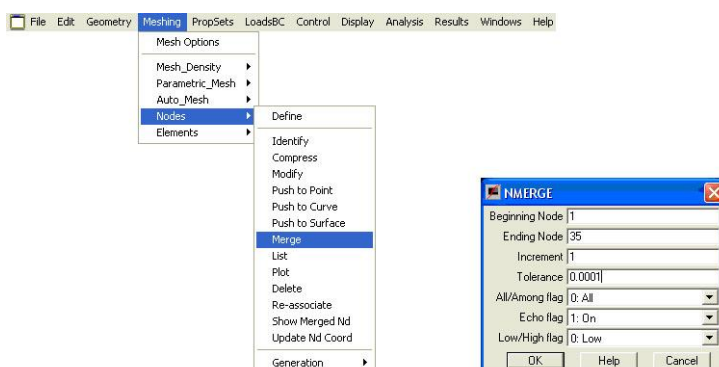 File Edit Geometry Meshing PropSets LoadsBC Control Display Analysis Results Windows Help
Mesh Options
Mesh_Density
Parametric_Mesh
Auto_Mesh
Nodes
Elements
Define
Identify
Compress
Modify
Push to Point
Push to Curve
Push to Surface
Merge
List
Plot
Delete
Re-associate
Show Merged Nd
Update Nd Coord
Generation
NMERGE
Beginning Node 1
Ending Node 35
Increment 1
Tolerance 0.0001
All/Among flag 0: All
Echo flag 1: On
Low/High flag 0: Low
OK Help Cancel